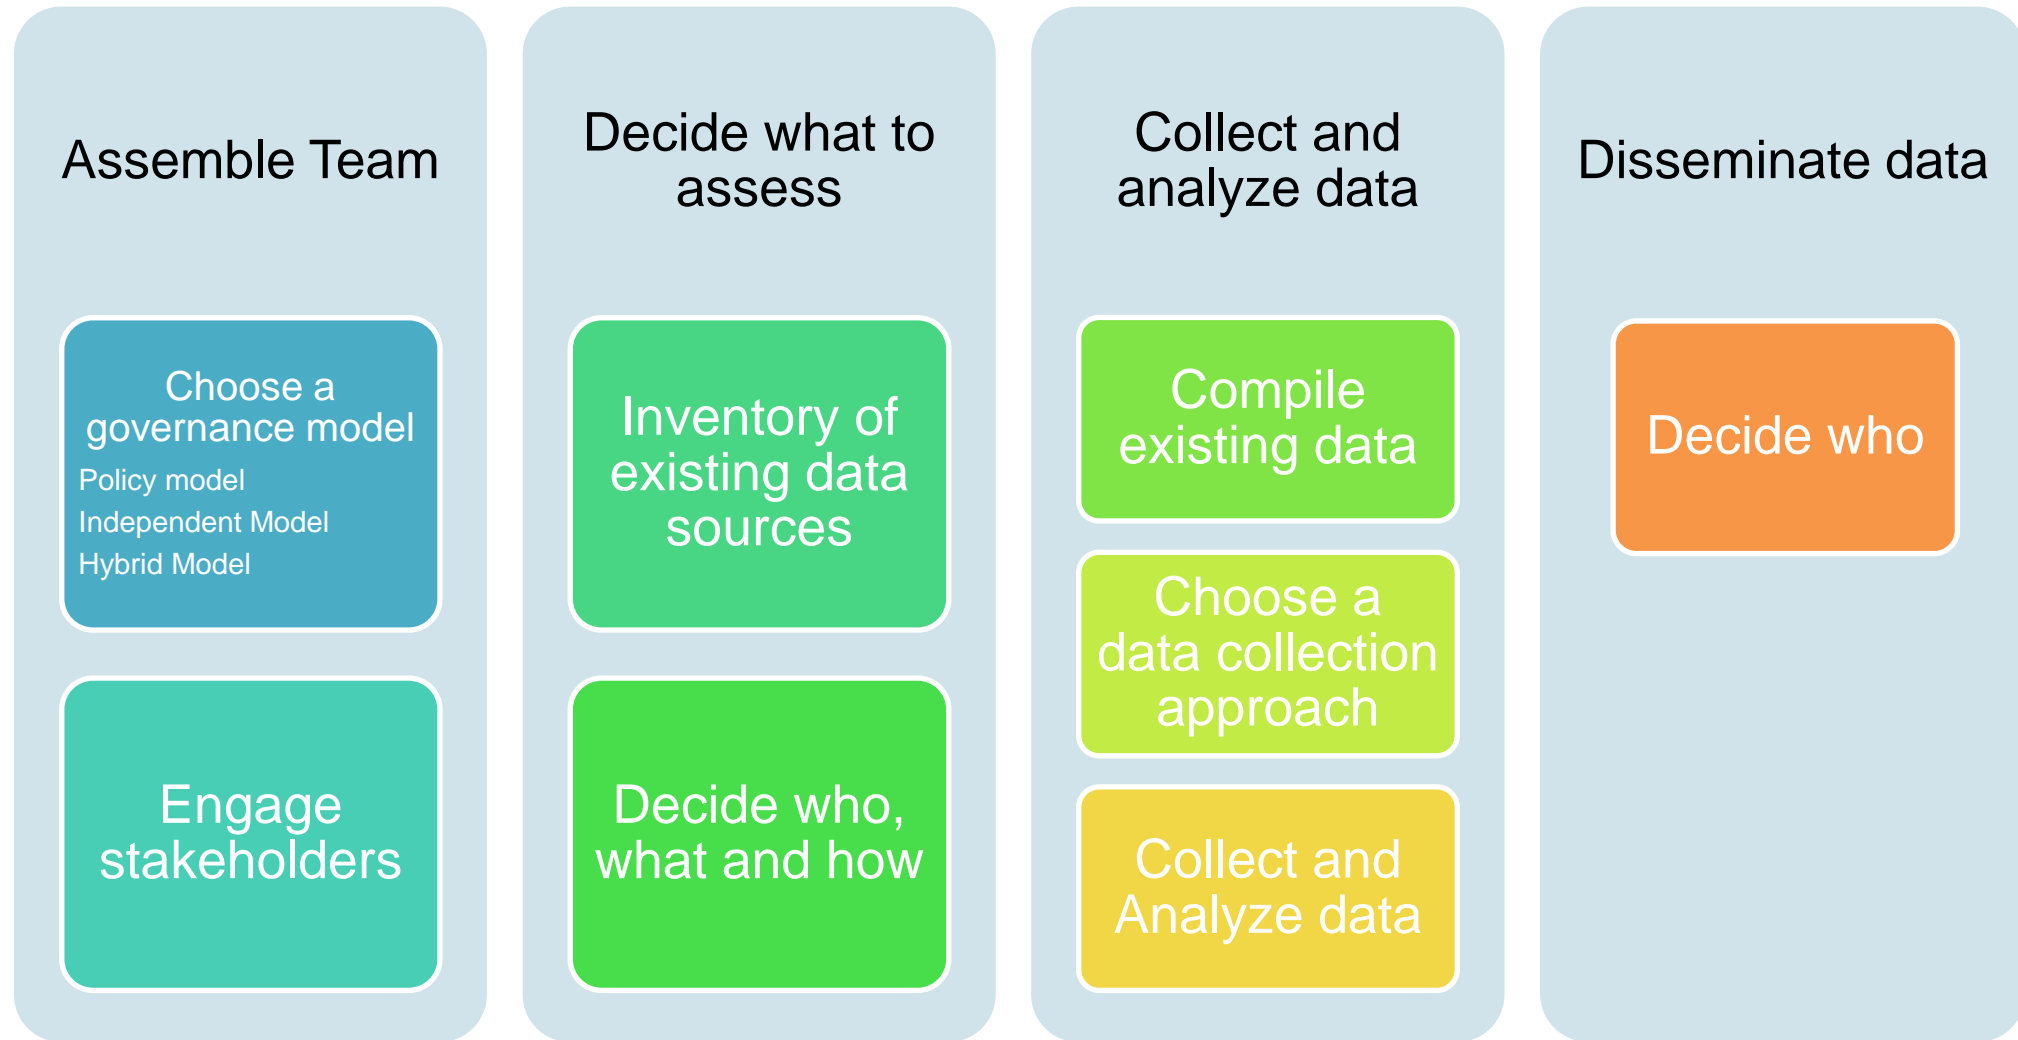 Assemble Team
Choose a
governance model
Policy model
Independent Model
Hybrid Model
Engage
stakeholders
Decide what to
assess
Inventory of
existing data
sources
Decide who,
what and how
Collect and
analyze data
Compile
existing data
Choose a
data collection
approach
Collect and
Analyze data
Disseminate data
Decide who